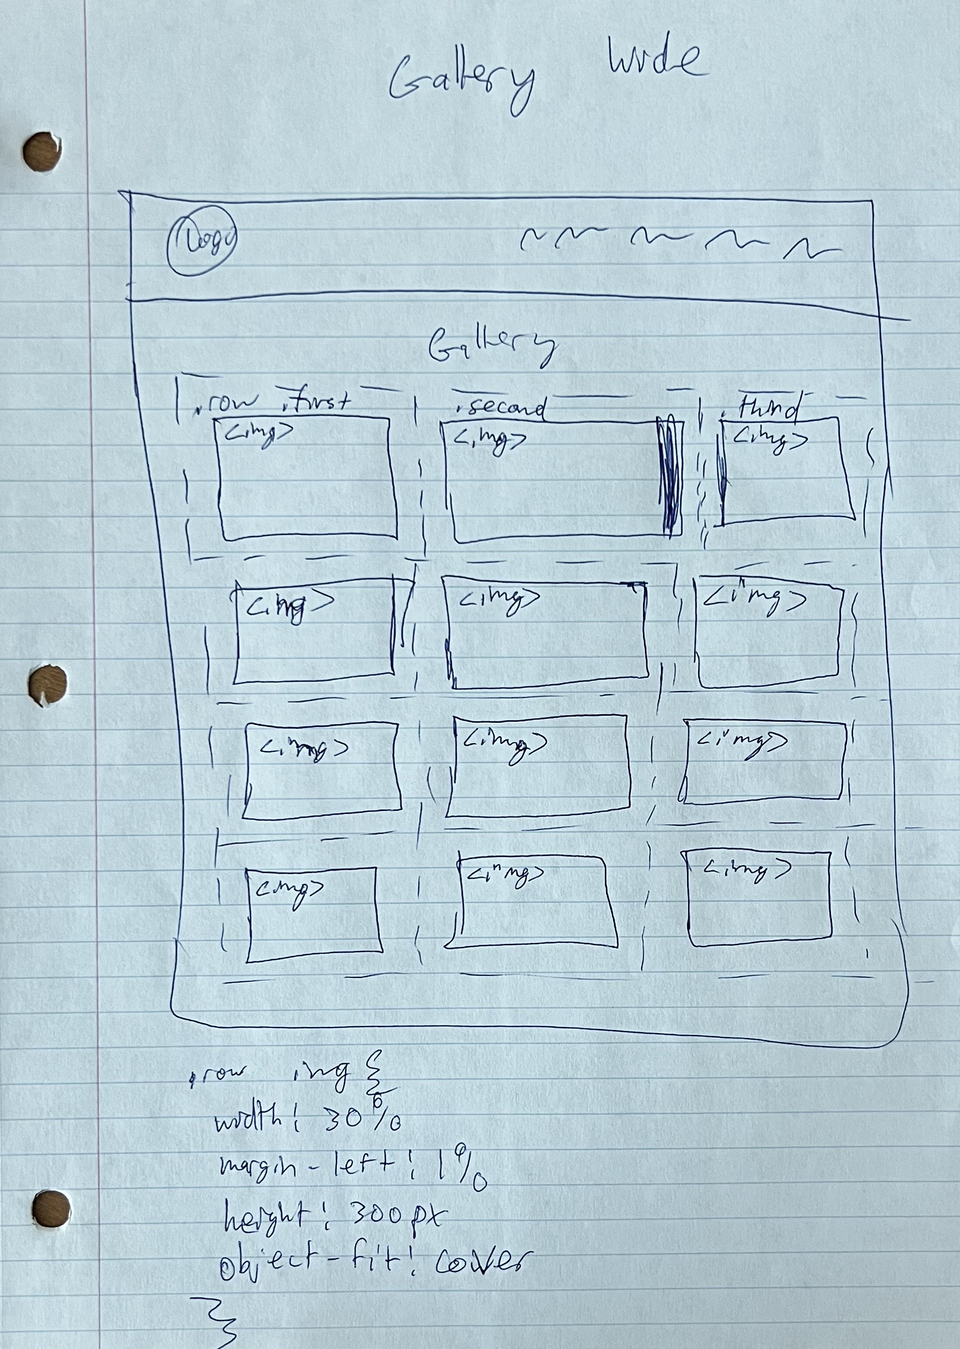 Gallery Wide
Logo
Gallery
.row .first .second .third
<img> <img> <img>
<img> <img> <img>
<img> <img> <img>
<img> <img> <img>
.row img {
width: 30%
margin-left: 1%
height: 300px
object-fit: cover
}